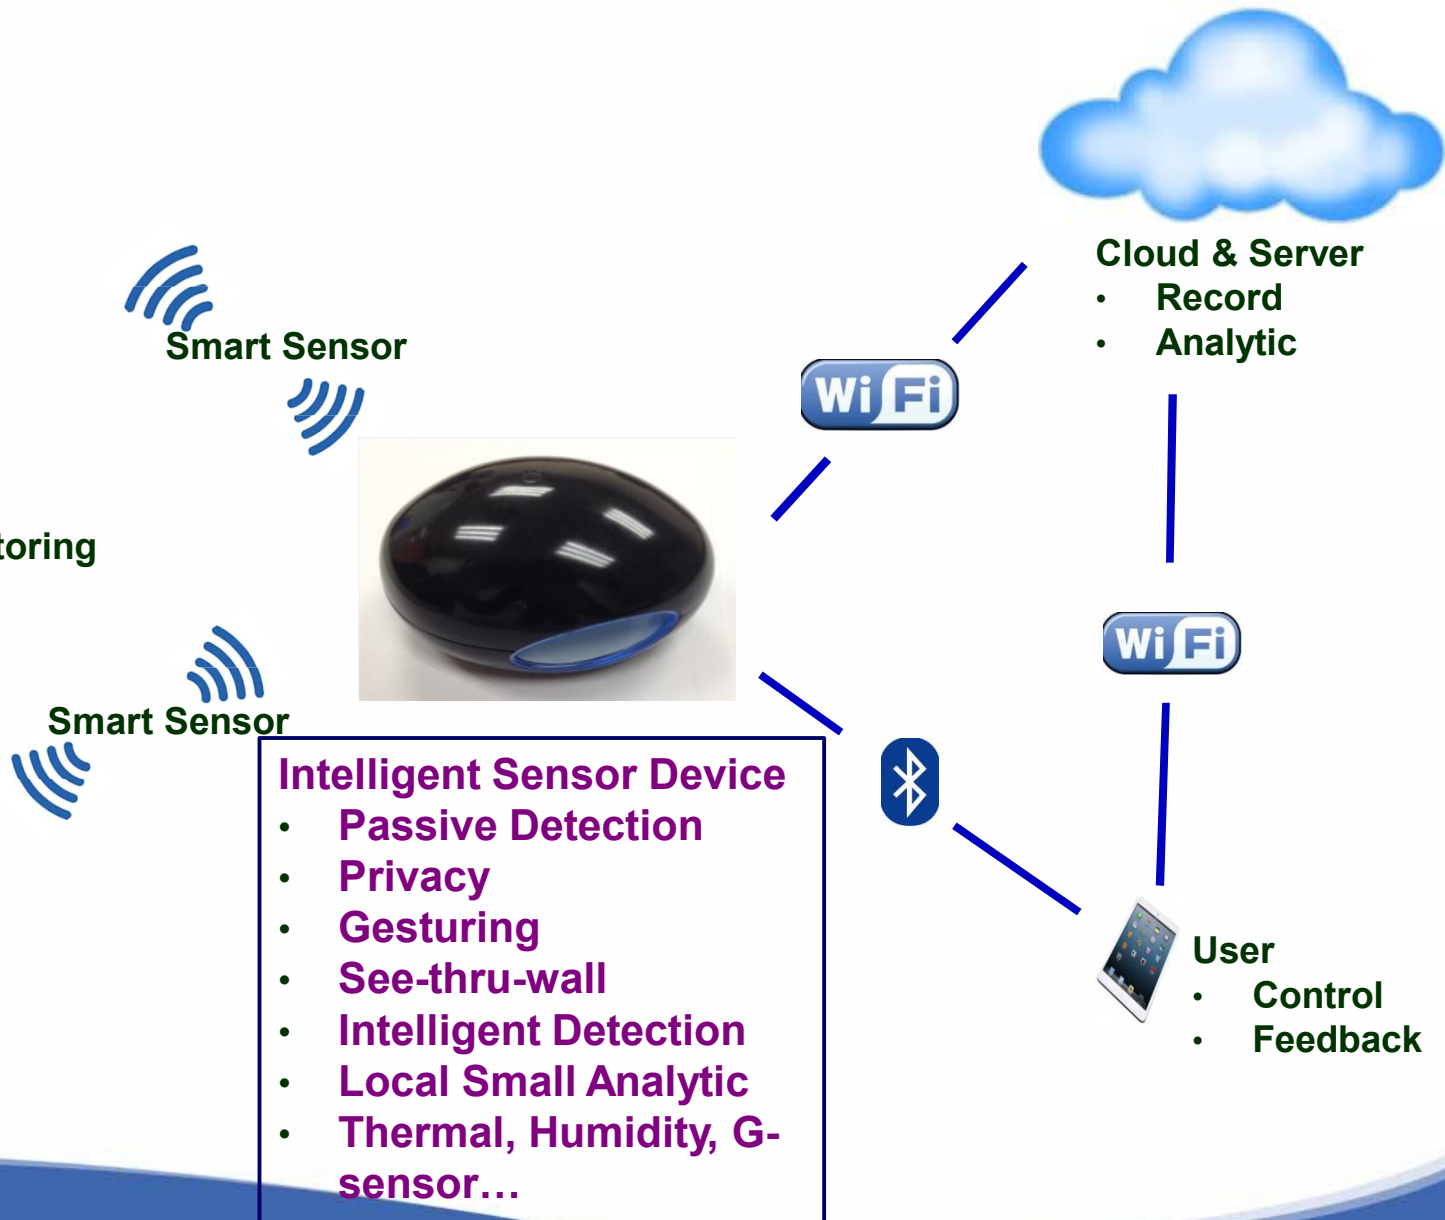 Cloud & Server
• Record
• Analytic
Smart Sensor
Wi Fi
toring
Wi Fi
Smart Sensor
Intelligent Sensor Device
• Passive Detection
• Privacy
• Gesturing
• See-thru-wall
• Intelligent Detection
• Local Small Analytic
• Thermal, Humidity, G-
sensor…
User
• Control
• Feedback